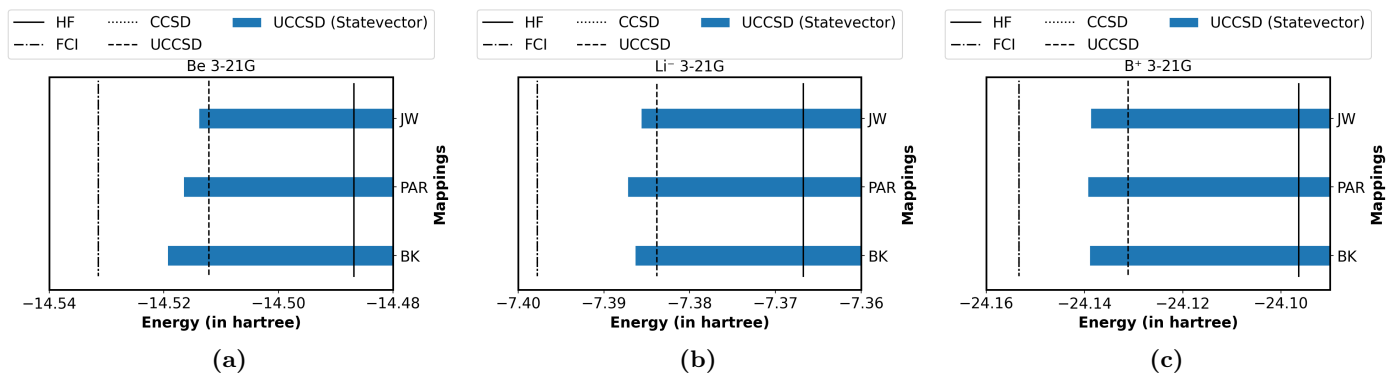 HF CCSD UCCSD (Statevector)
FCI UCCSD
Be 3-21G
JW
PAR
BK
Mappings
−14.54 −14.52 −14.50 −14.48
Energy (in hartree)
(a)
HF CCSD UCCSD (Statevector)
FCI UCCSD
Li⁻ 3-21G
JW
PAR
BK
Mappings
−7.40 −7.39 −7.38 −7.37 −7.36
Energy (in hartree)
(b)
HF CCSD UCCSD (Statevector)
FCI UCCSD
B⁺ 3-21G
JW
PAR
BK
Mappings
−24.16 −24.14 −24.12 −24.10
Energy (in hartree)
(c)